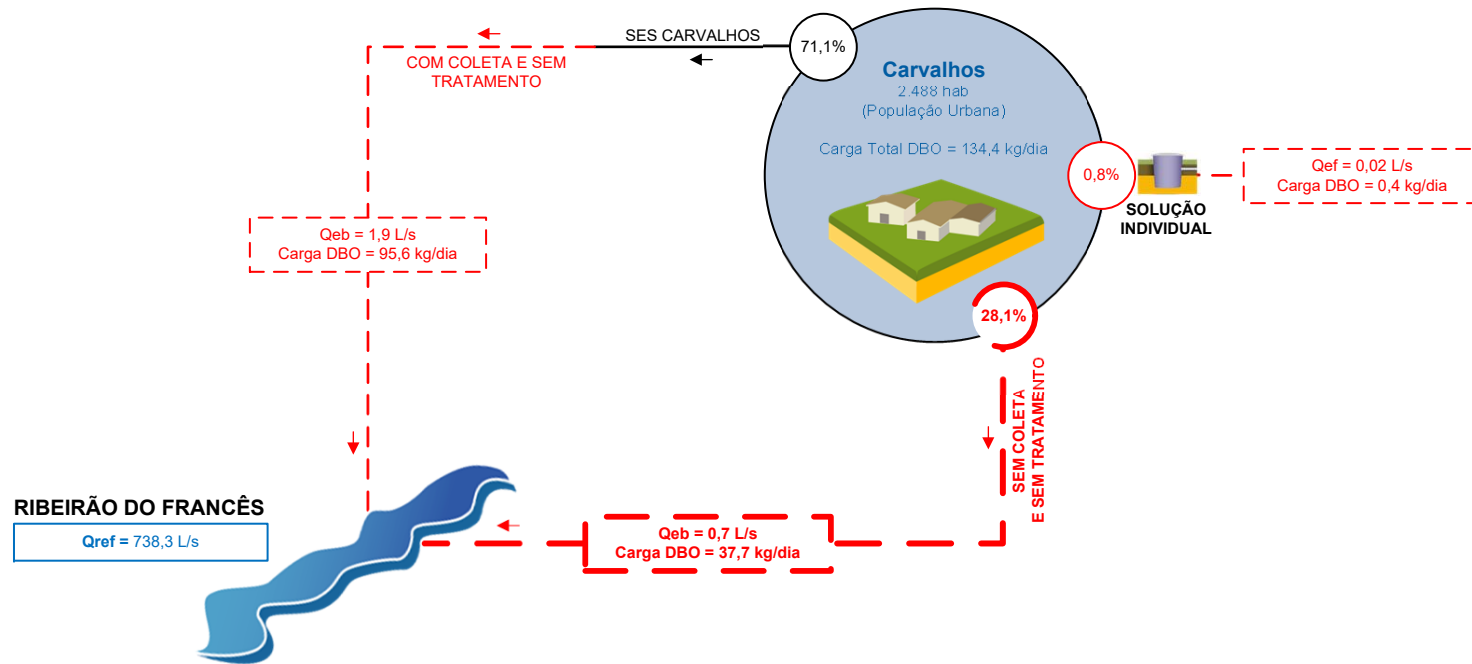 SES CARVALHOS
71,1%
COM COLETA E SEM
TRATAMENTO
Carvalhos
2.488 hab
(População Urbana)
Carga Total DBO = 134,4 kg/dia
0,8%
SOLUÇÃO
INDIVIDUAL
Qef = 0,02 L/s
Carga DBO = 0,4 kg/dia
Qeb = 1,9 L/s
Carga DBO = 95,6 kg/dia
28,1%
SEM COLETA
E SEM TRATAMENTO
RIBEIRÃO DO FRANCÊS
Qref = 738,3 L/s
Qeb = 0,7 L/s
Carga DBO = 37,7 kg/dia